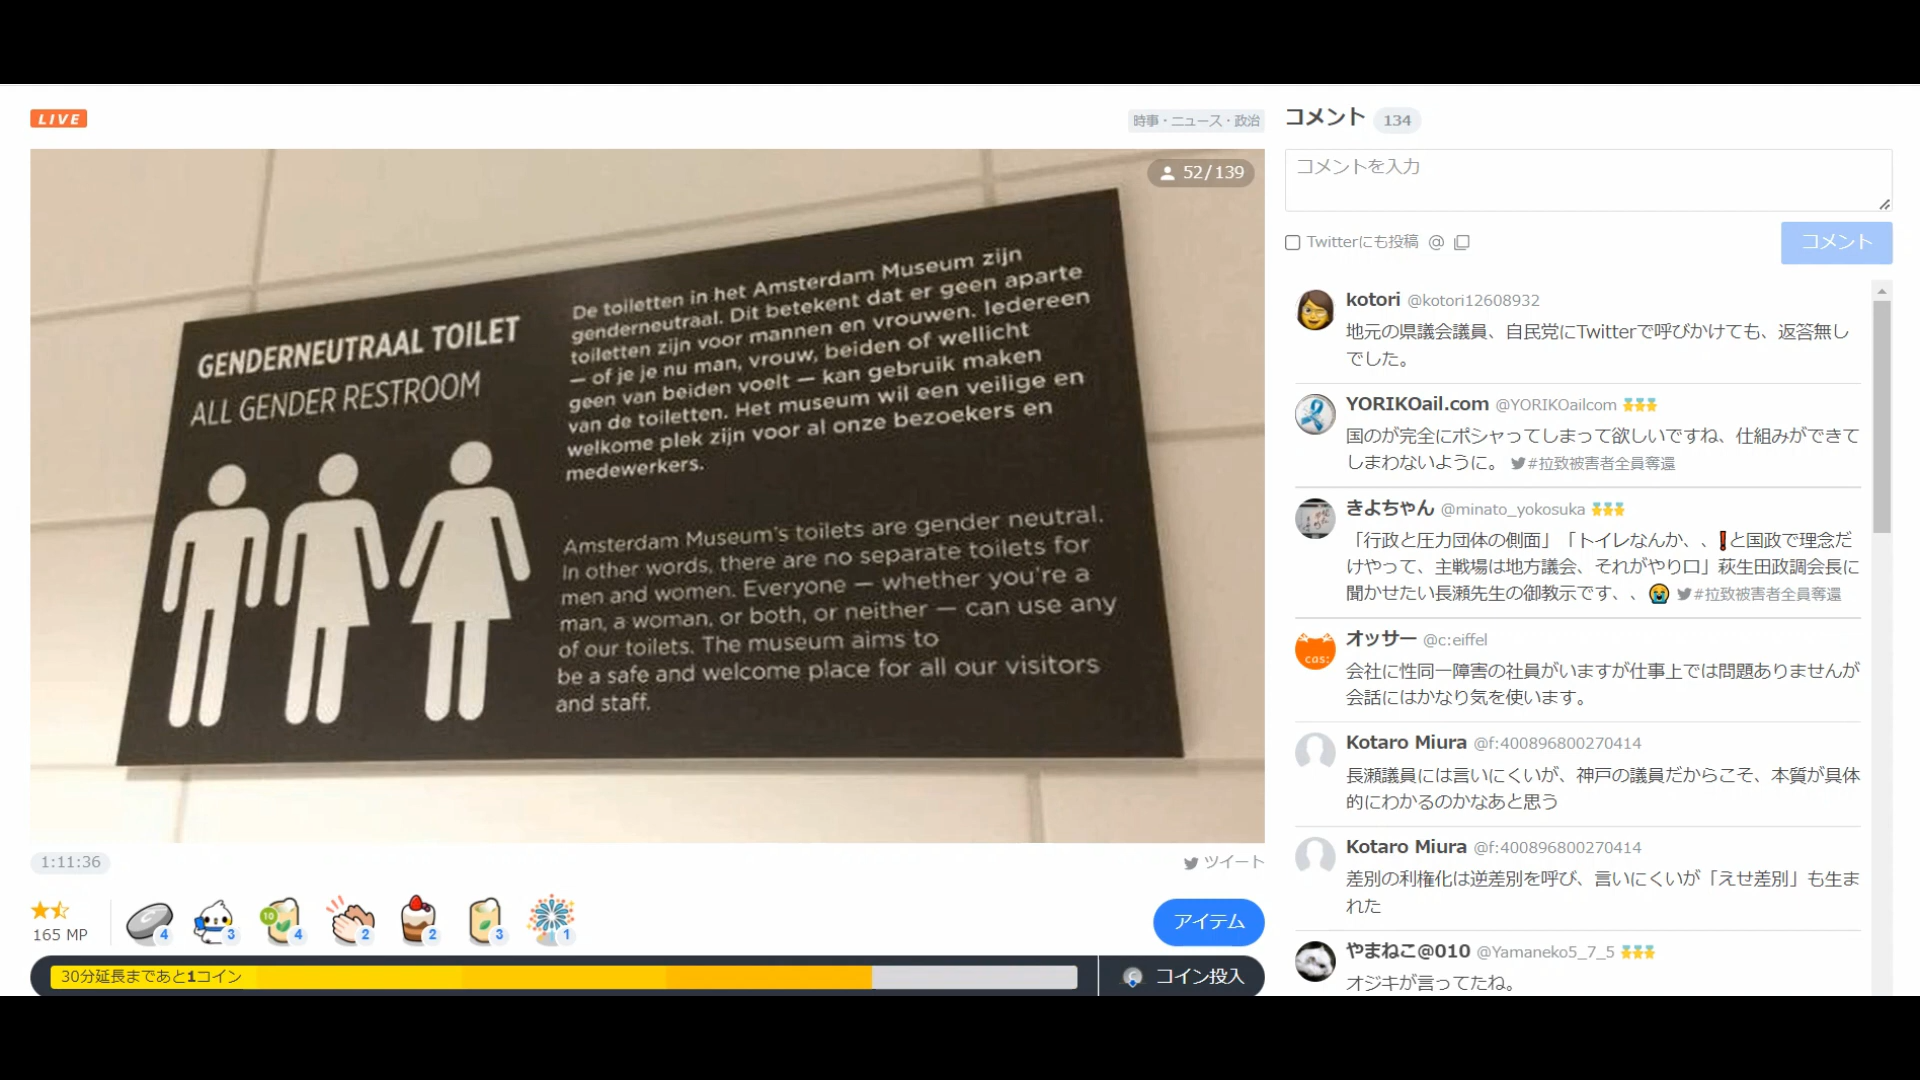 LIVE
時事・ニュース・政治
52/139
GENDERNEUTRAAL TOILET
ALL GENDER RESTROOM
De toiletten in het Amsterdam Museum zijn
genderneutraal. Dit betekent dat er geen aparte
toiletten zijn voor mannen en vrouwen. Iedereen
— of je je nu man, vrouw, beiden of wellicht
geen van beiden voelt — kan gebruik maken
van de toiletten. Het museum wil een veilige en
welkome plek zijn voor al onze bezoekers en
medewerkers.
Amsterdam Museum's toilets are gender neutral.
In other words, there are no separate toilets for
men and women. Everyone — whether you're a
man, a woman, or both, or neither — can use any
of our toilets. The museum aims to
be a safe and welcome place for all our visitors
and staff.
1:11:36
ツイート
165 MP
4
3
10
4
2
2
3
1
アイテム
30分延長まであと1コイン
コイン投入
コメント 134
コメントを入力
Twitterにも投稿 @
コメント
kotori @kotori12608932
地元の県議会議員、自民党にTwitterで呼びかけても、返答無し
でした。
YORIKOail.com @YORIKOailcom
国のが完全にポシャってしまって欲しいですね、仕組みができて
しまわないように。 #拉致被害者全員奪還
きよちゃん @minato_yokosuka
「行政と圧力団体の側面」「トイレなんか、、❗と国政で理念だ
けやって、主戦場は地方議会、それがやり口」萩生田政調会長に
聞かせたい長瀬先生の御教示です、、😭 #拉致被害者全員奪還
オッサー @c:eiffel
cas:
会社に性同一障害の社員がいますが仕事上では問題ありませんが
会話にはかなり気を使います。
Kotaro Miura @f:400896800270414
長瀬議員には言いにくいが、神戸の議員だからこそ、本質が具体
的にわかるのかなあと思う
Kotaro Miura @f:400896800270414
差別の利権化は逆差別を呼び、言いにくいが「えせ差別」も生ま
れた
やまねこ@010 @Yamaneko5_7_5
オジキが言ってたね。